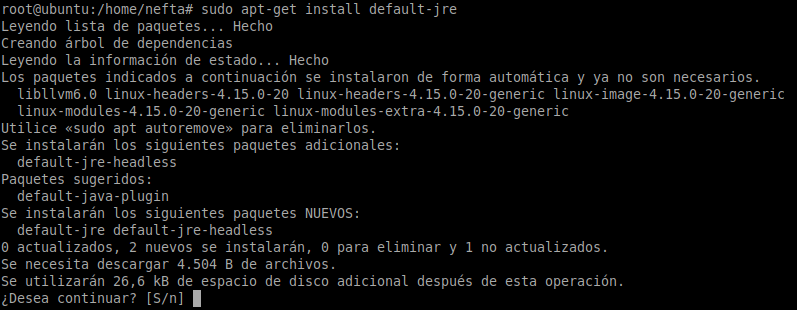 root@ubuntu:/home/nefta# sudo apt-get install default-jre
Leyendo lista de paquetes... Hecho
Creando árbol de dependencias
Leyendo la información de estado... Hecho
Los paquetes indicados a continuación se instalaron de forma automática y ya no son necesarios.
  libllvm6.0 linux-headers-4.15.0-20 linux-headers-4.15.0-20-generic linux-image-4.15.0-20-generic
  linux-modules-4.15.0-20-generic linux-modules-extra-4.15.0-20-generic
Utilice «sudo apt autoremove» para eliminarlos.
Se instalarán los siguientes paquetes adicionales:
  default-jre-headless
Paquetes sugeridos:
  default-java-plugin
Se instalarán los siguientes paquetes NUEVOS:
  default-jre default-jre-headless
0 actualizados, 2 nuevos se instalarán, 0 para eliminar y 1 no actualizados.
Se necesita descargar 4.504 B de archivos.
Se utilizarán 26,6 kB de espacio de disco adicional después de esta operación.
¿Desea continuar? [S/n]